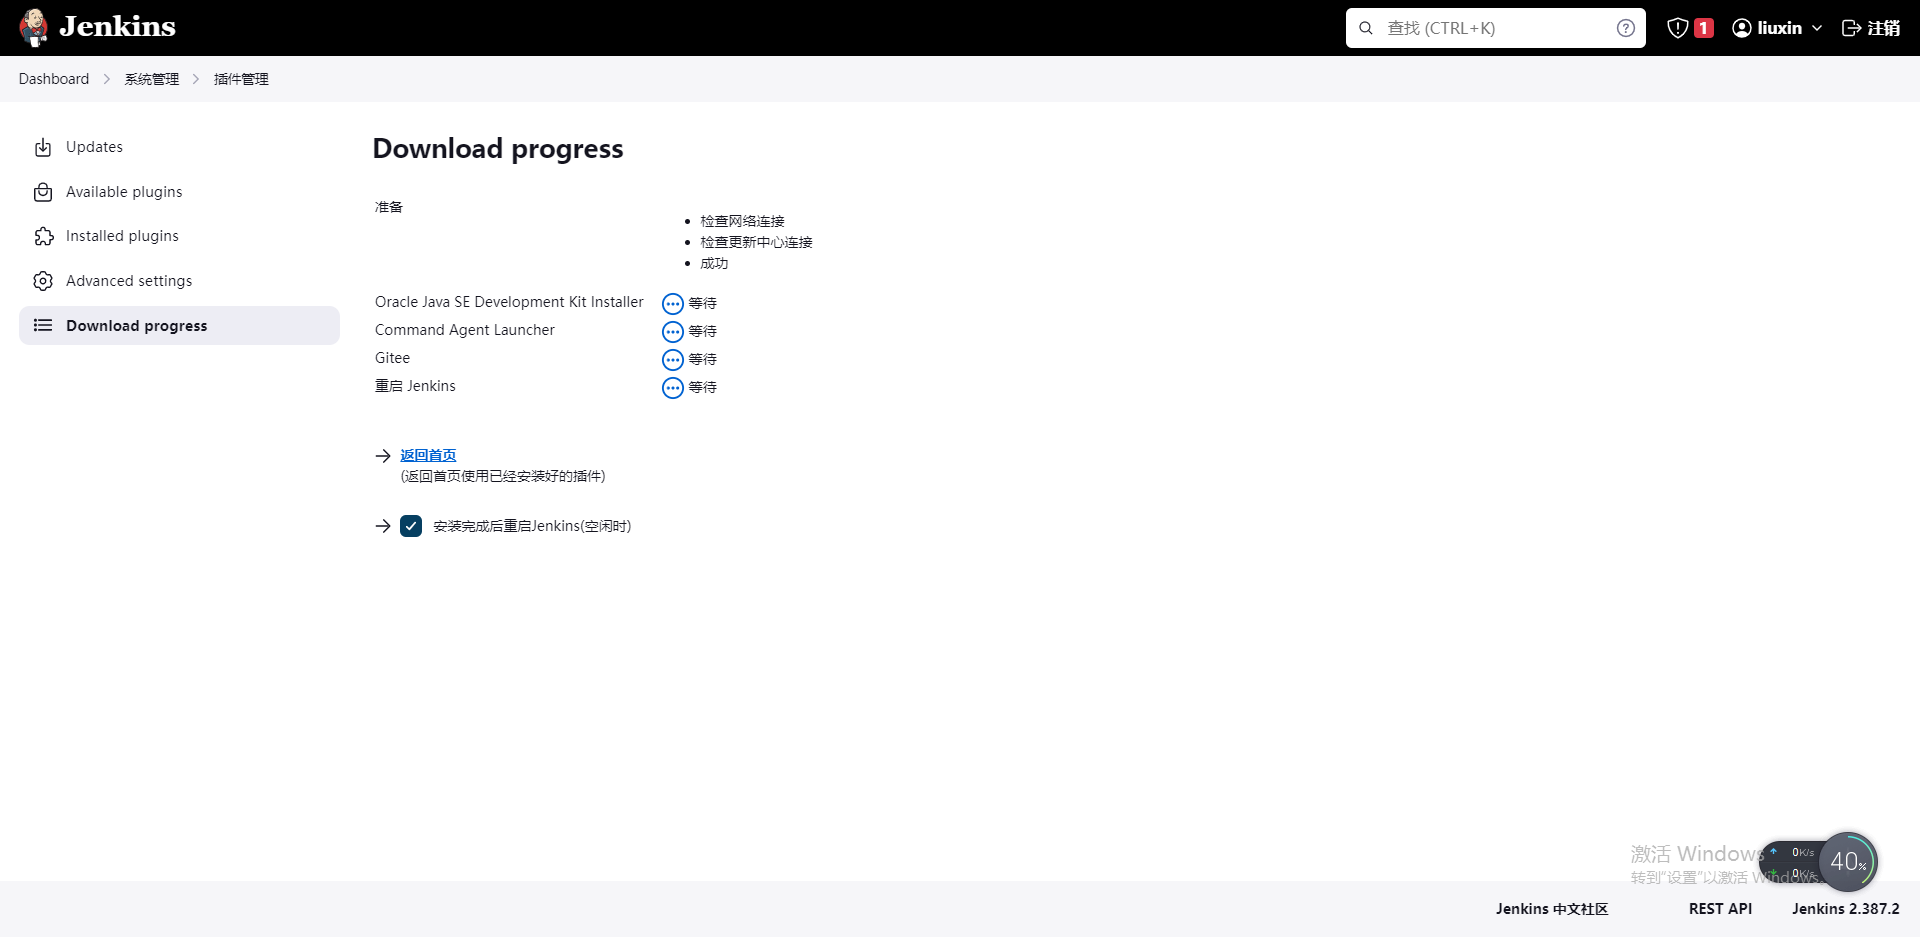 Jenkins
查找 (CTRL+K)
1
liuxin
注销
Dashboard
系统管理
插件管理
Updates
Available plugins
Installed plugins
Advanced settings
Download progress
Download progress
准备
检查网络连接
检查更新中心连接
成功
Oracle Java SE Development Kit Installer 等待
Command Agent Launcher 等待
Gitee 等待
重启 Jenkins 等待
返回首页
(返回首页使用已经安装好的插件)
安装完成后重启Jenkins(空闲时)
激活 Windows
转到“设置”以激活 Windows。
0K/s
0K/s
40%
Jenkins 中文社区
REST API
Jenkins 2.387.2